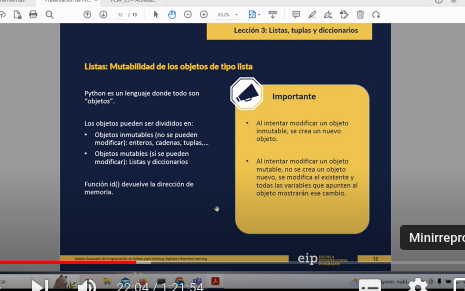 12 / 19
83,2%
Lección 3: Listas, tuplas y diccionarios
Listas: Mutabilidad de los objetos de tipo lista
Python es un lenguaje donde todo son
"objetos".
Los objetos pueden ser divididos en:
• Objetos inmutables (no se pueden
modificar): enteros, cadenas, tuplas,...
• Objetos mutables (sí se pueden
modificar): Listas y diccionarios
Función id() devuelve la dirección de
memoria.
Importante
• Al intentar modificar un objeto
inmutable, se crea un nuevo
objeto.
• Al intentar modificar un objeto
mutable, no se crea un objeto
nuevo, se modifica el existente y
todas las variables que apunten al
objeto mostrarán ese cambio.
eip
12
Minirrepro
22:04 / 1:21:54